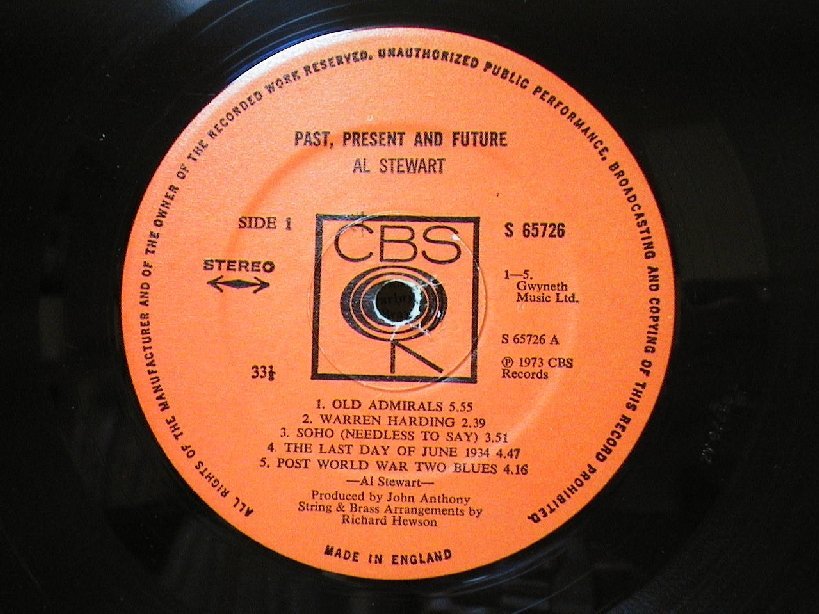 ALL RIGHTS OF THE MANUFACTURER AND OF THE OWNER OF THE RECORDED WORK RESERVED. UNAUTHORIZED PUBLIC PERFORMANCE, BROADCASTING AND COPYING OF THIS RECORD PROHIBITED.
PAST, PRESENT AND FUTURE
AL STEWART
SIDE 1
CBS
S 65726
STEREO
1—5.
Gwyneth
Music Ltd.
S 65726 A
33⅓
℗ 1973 CBS
Records
1. OLD ADMIRALS 5.55
2. WARREN HARDING 2.39
3. SOHO (NEEDLESS TO SAY) 3.51
4. THE LAST DAY OF JUNE 1934 4.47
5. POST WORLD WAR TWO BLUES 4.16
—Al Stewart—
Produced by John Anthony
String & Brass Arrangements by
Richard Hewson
MADE IN ENGLAND